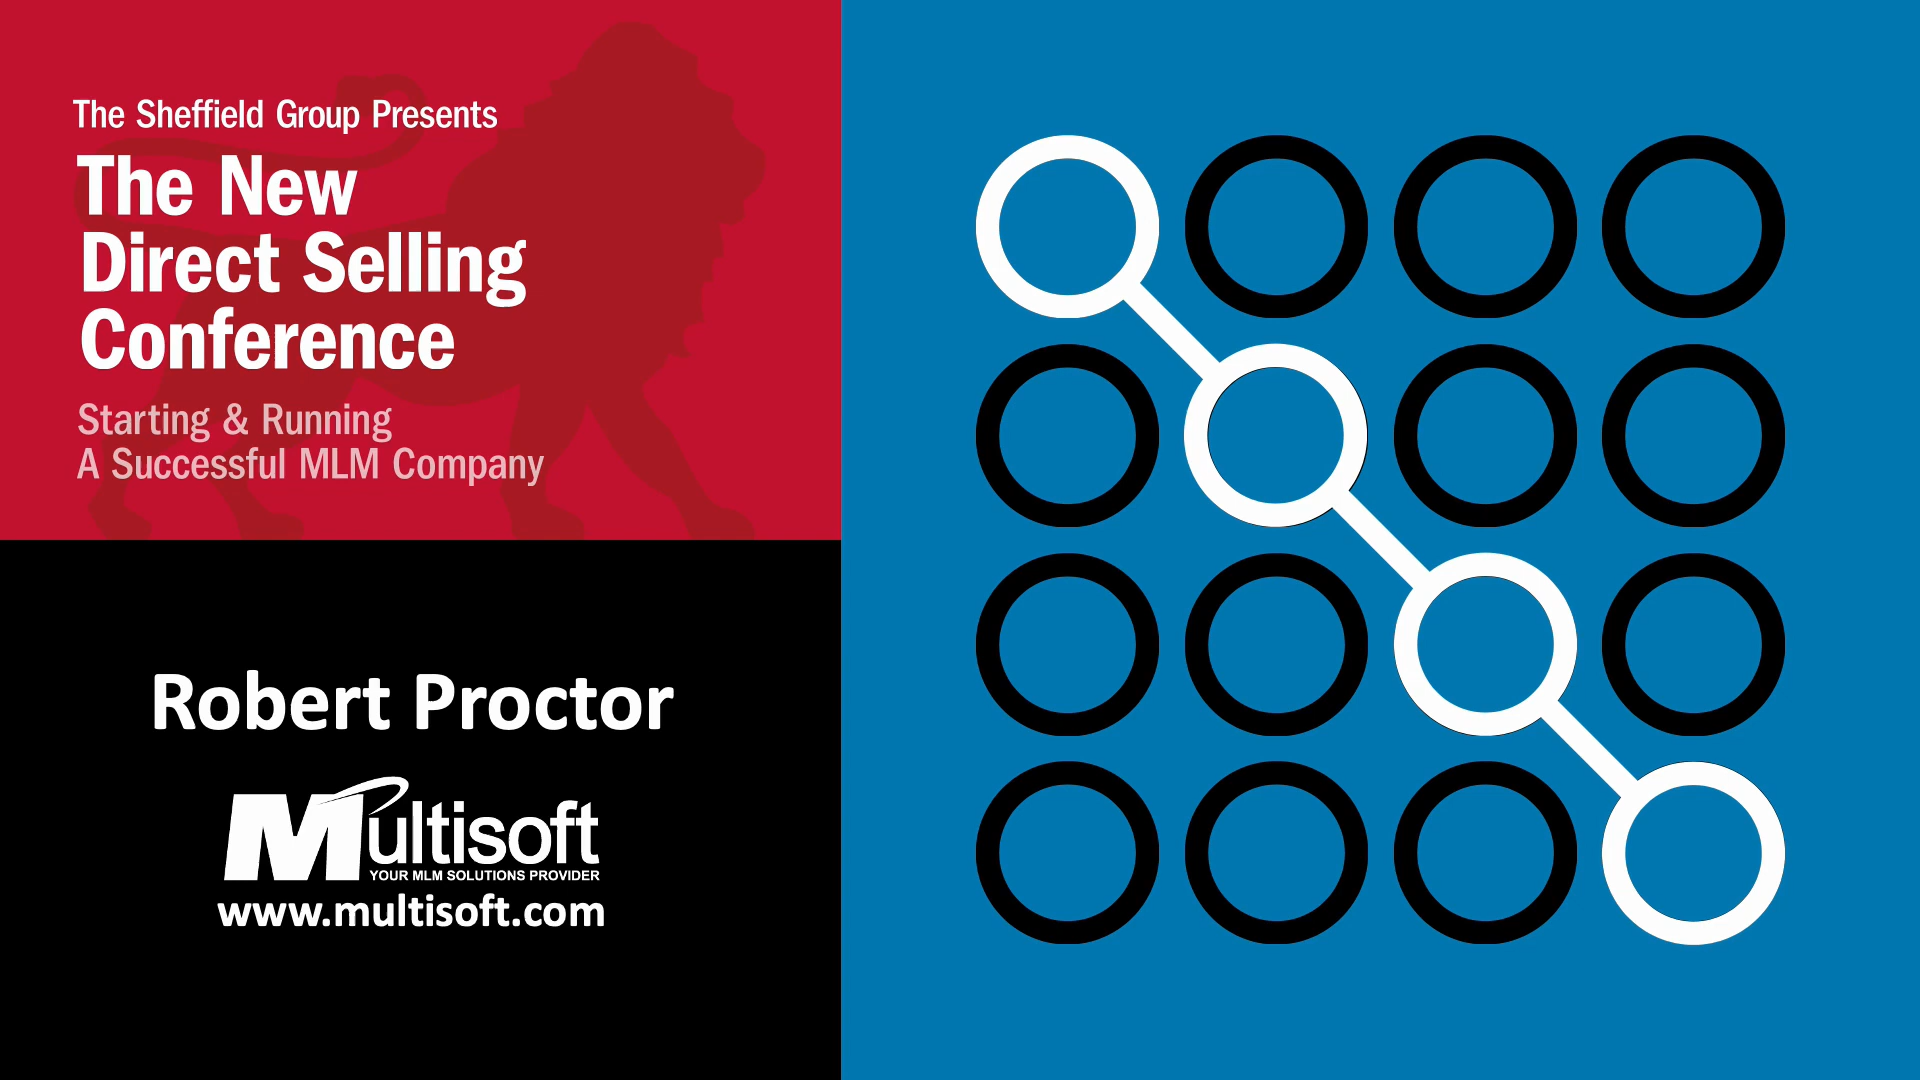 The Sheffield Group Presents
The New
Direct Selling
Conference
Starting & Running
A Successful MLM Company
Robert Proctor
Multisoft
YOUR MLM SOLUTIONS PROVIDER
www.multisoft.com